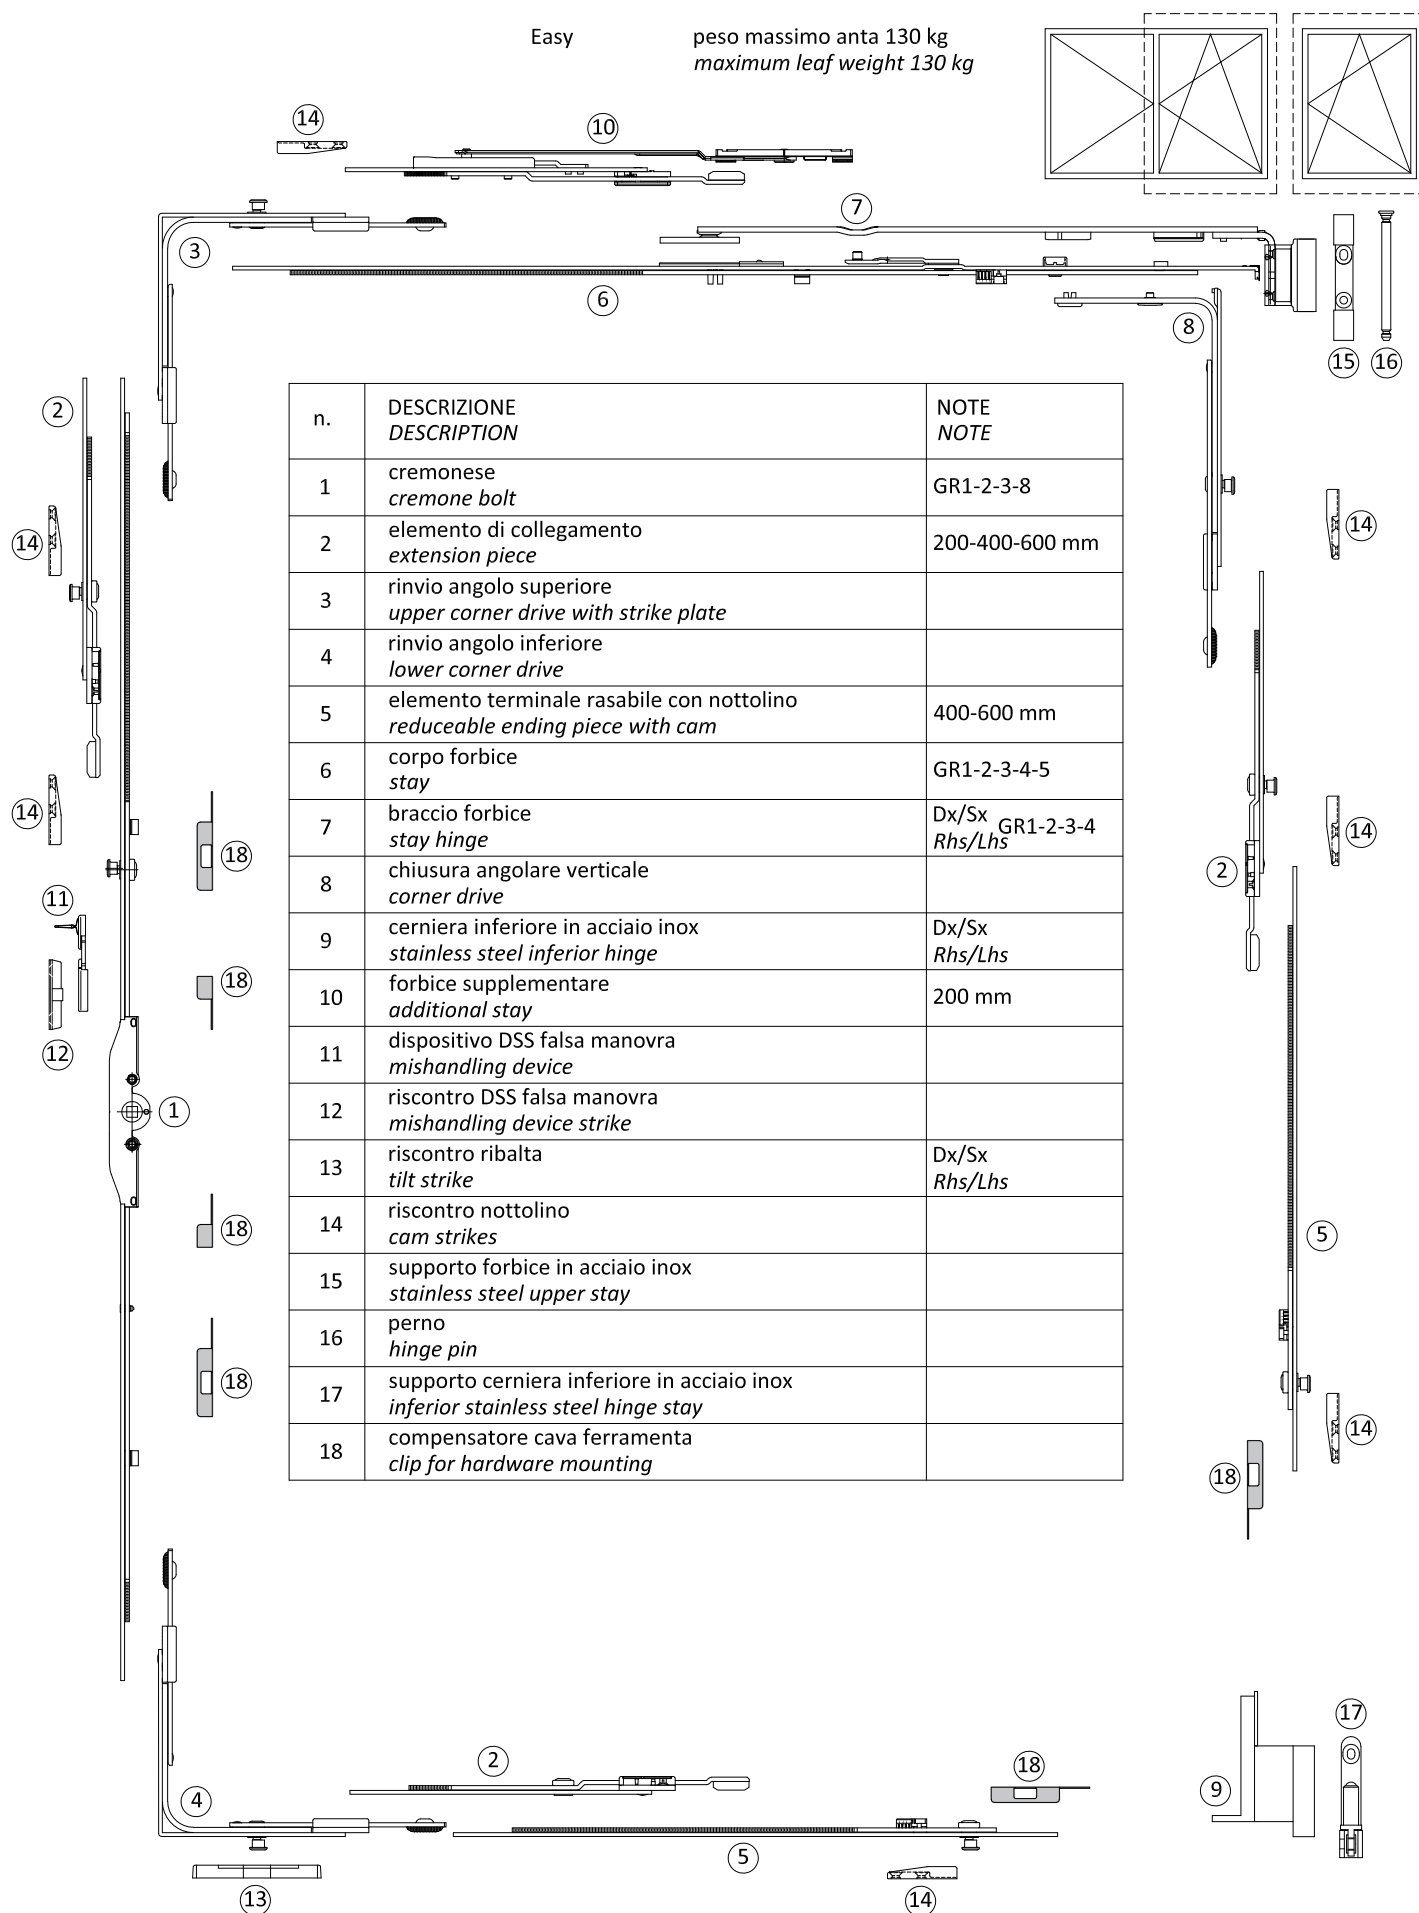 Easy peso massimo anta 130 kg
maximum leaf weight 130 kg
14
10
7
3
6
8
15
16
2
14
14
14
14
18
2
11
18
12
1
18
5
18
14
18
n. DESCRIZIONE NOTE
DESCRIPTION NOTE
1 cremonese GR1-2-3-8
cremone bolt
2 elemento di collegamento 200-400-600 mm
extension piece
3 rinvio angolo superiore
upper corner drive with strike plate
4 rinvio angolo inferiore
lower corner drive
5 elemento terminale rasabile con nottolino 400-600 mm
reduceable ending piece with cam
6 corpo forbice GR1-2-3-4-5
stay
7 braccio forbice Dx/Sx GR1-2-3-4
stay hinge Rhs/Lhs
8 chiusura angolare verticale
corner drive
9 cerniera inferiore in acciaio inox Dx/Sx
stainless steel inferior hinge Rhs/Lhs
10 forbice supplementare 200 mm
additional stay
11 dispositivo DSS falsa manovra
mishandling device
12 riscontro DSS falsa manovra
mishandling device strike
13 riscontro ribalta Dx/Sx
tilt strike Rhs/Lhs
14 riscontro nottolino
cam strikes
15 supporto forbice in acciaio inox
stainless steel upper stay
16 perno
hinge pin
17 supporto cerniera inferiore in acciaio inox
inferior stainless steel hinge stay
18 compensatore cava ferramenta
clip for hardware mounting
17
2
18
9
4
5
13
14